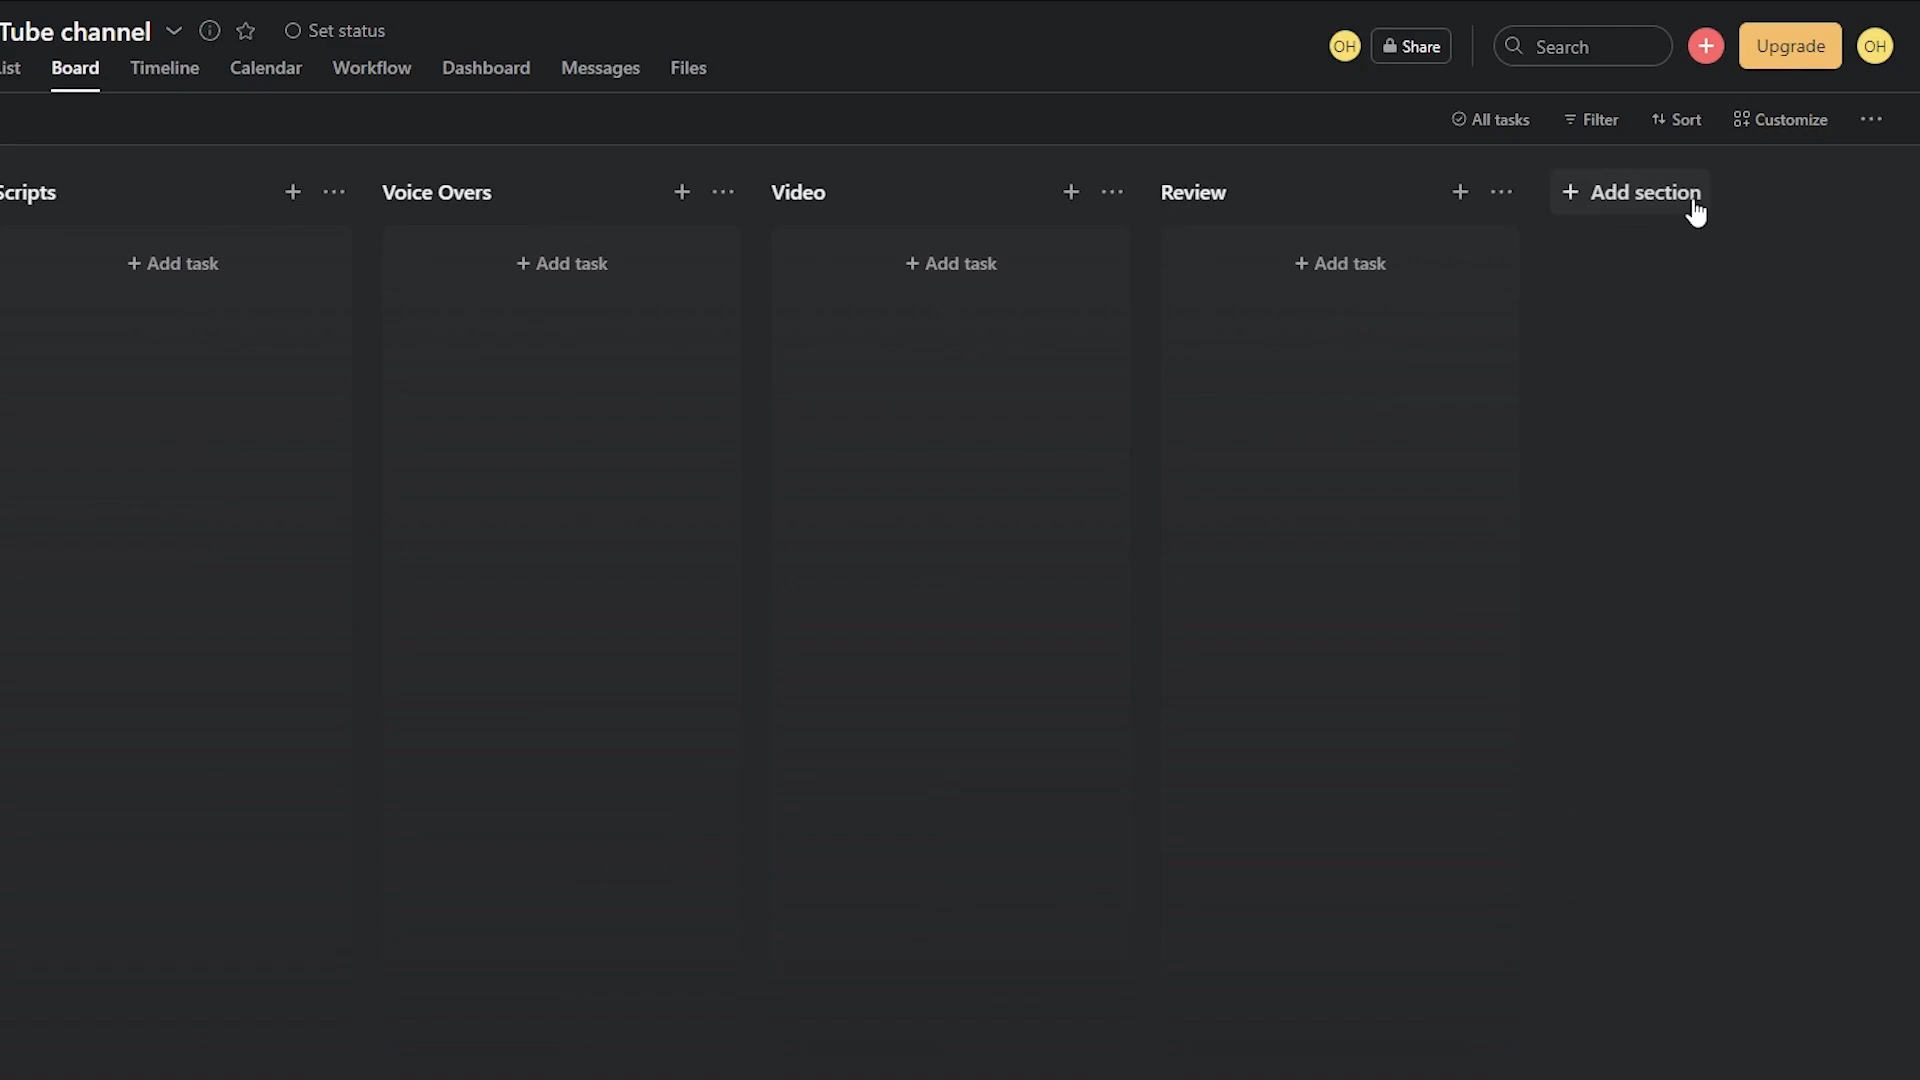 Tube channel Set status
ist Board Timeline Calendar Workflow Dashboard Messages Files
OH Share Search Upgrade OH
All tasks Filter Sort Customize
Scripts Voice Overs Video Review + Add section
+ Add task + Add task + Add task + Add task